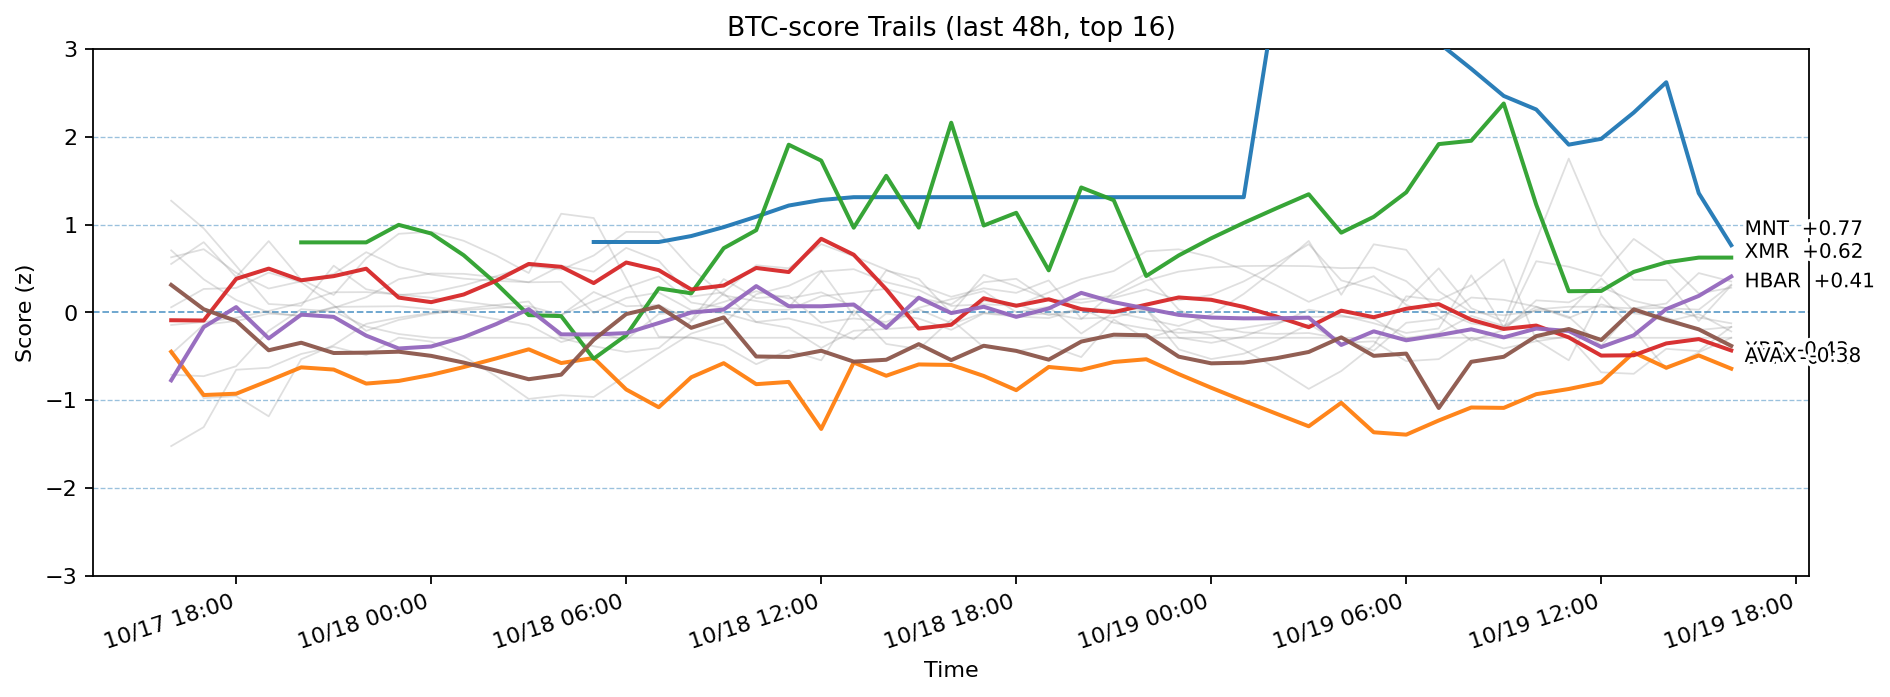 BTC-score Trails (last 48h, top 16)
3
2
1
0
−1
−2
−3
Score (z)
MNT +0.77
XMR +0.62
HBAR +0.41
AVAX
10/17 18:00
10/18 00:00
10/18 06:00
10/18 12:00
10/18 18:00
10/19 00:00
10/19 06:00
10/19 12:00
10/19 18:00
Time